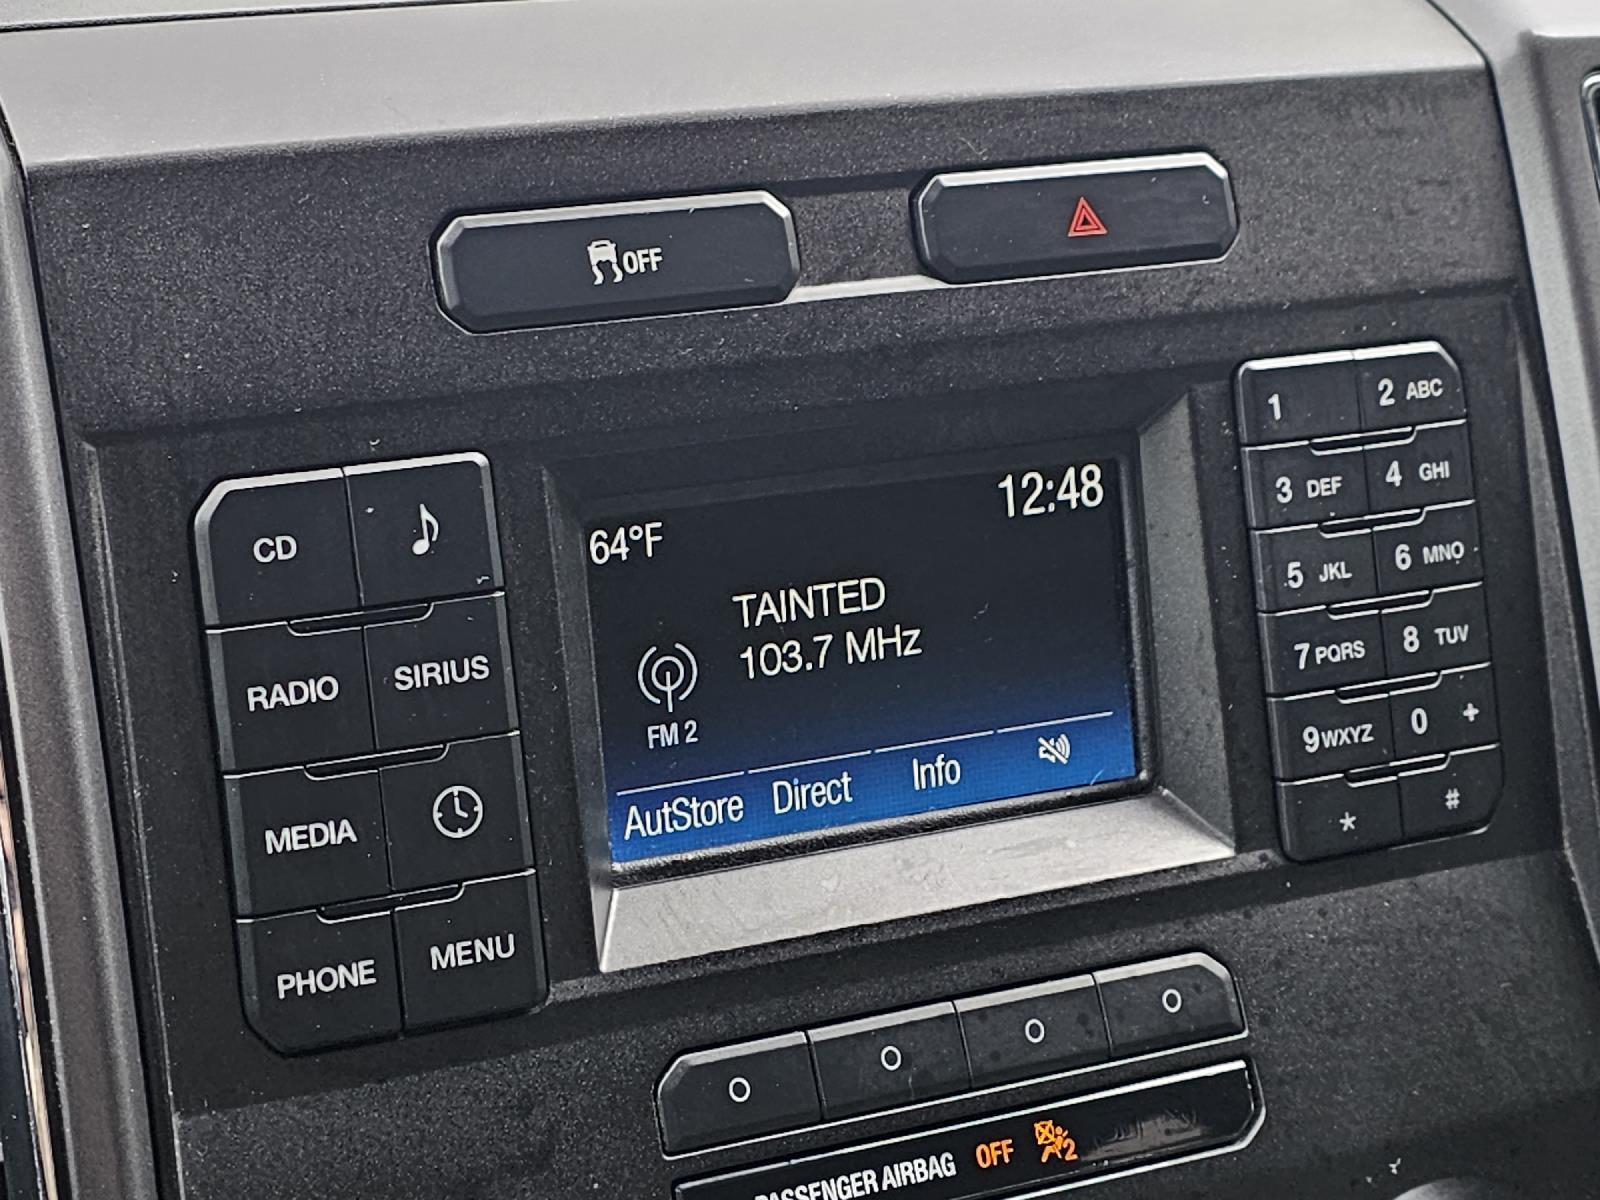 OFF
1
2 ABC
3 DEF
4 GHI
5 JKL
6 MNO
7 PQRS
8 TUV
9 WXYZ
0 +
*
#
CD
RADIO
SIRIUS
MEDIA
PHONE
MENU
64°F
12:48
TAINTED
103.7 MHz
FM 2
AutStore
Direct
Info
PASSENGER AIRBAG OFF 2